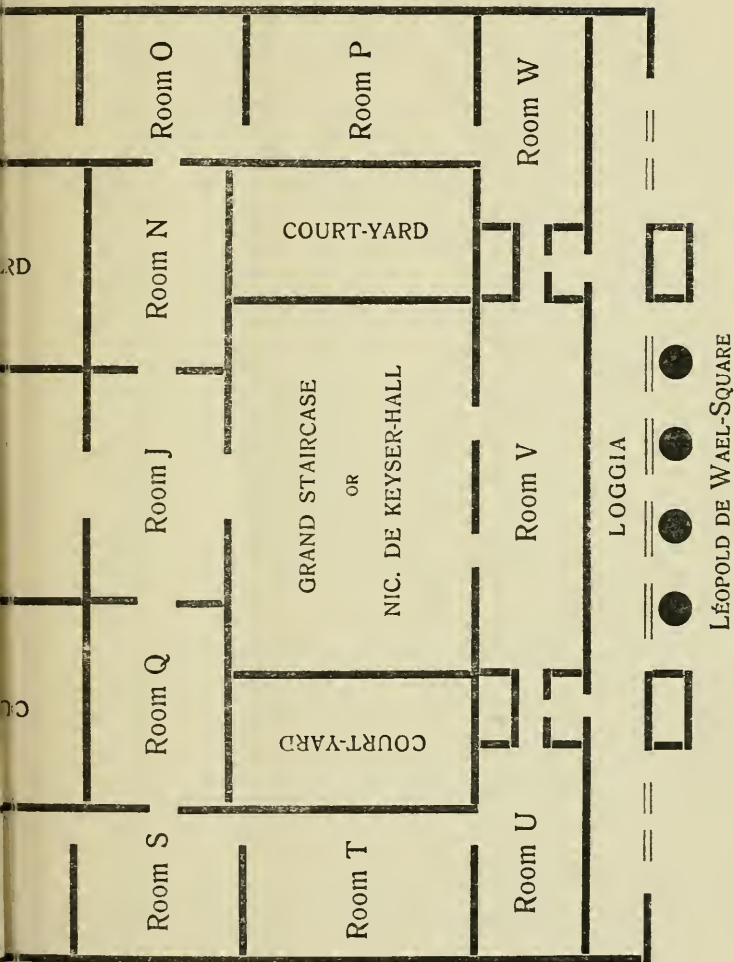 Room O
Room P
Room W
Room N
COURT-YARD
Room J
GRAND STAIRCASE
OR
NIC. DE KEYSER-HALL
Room V
LOGGIA
LÉOPOLD DE WAEL-SQUARE
Room Q
COURT-YARD
Room S
Room T
Room U